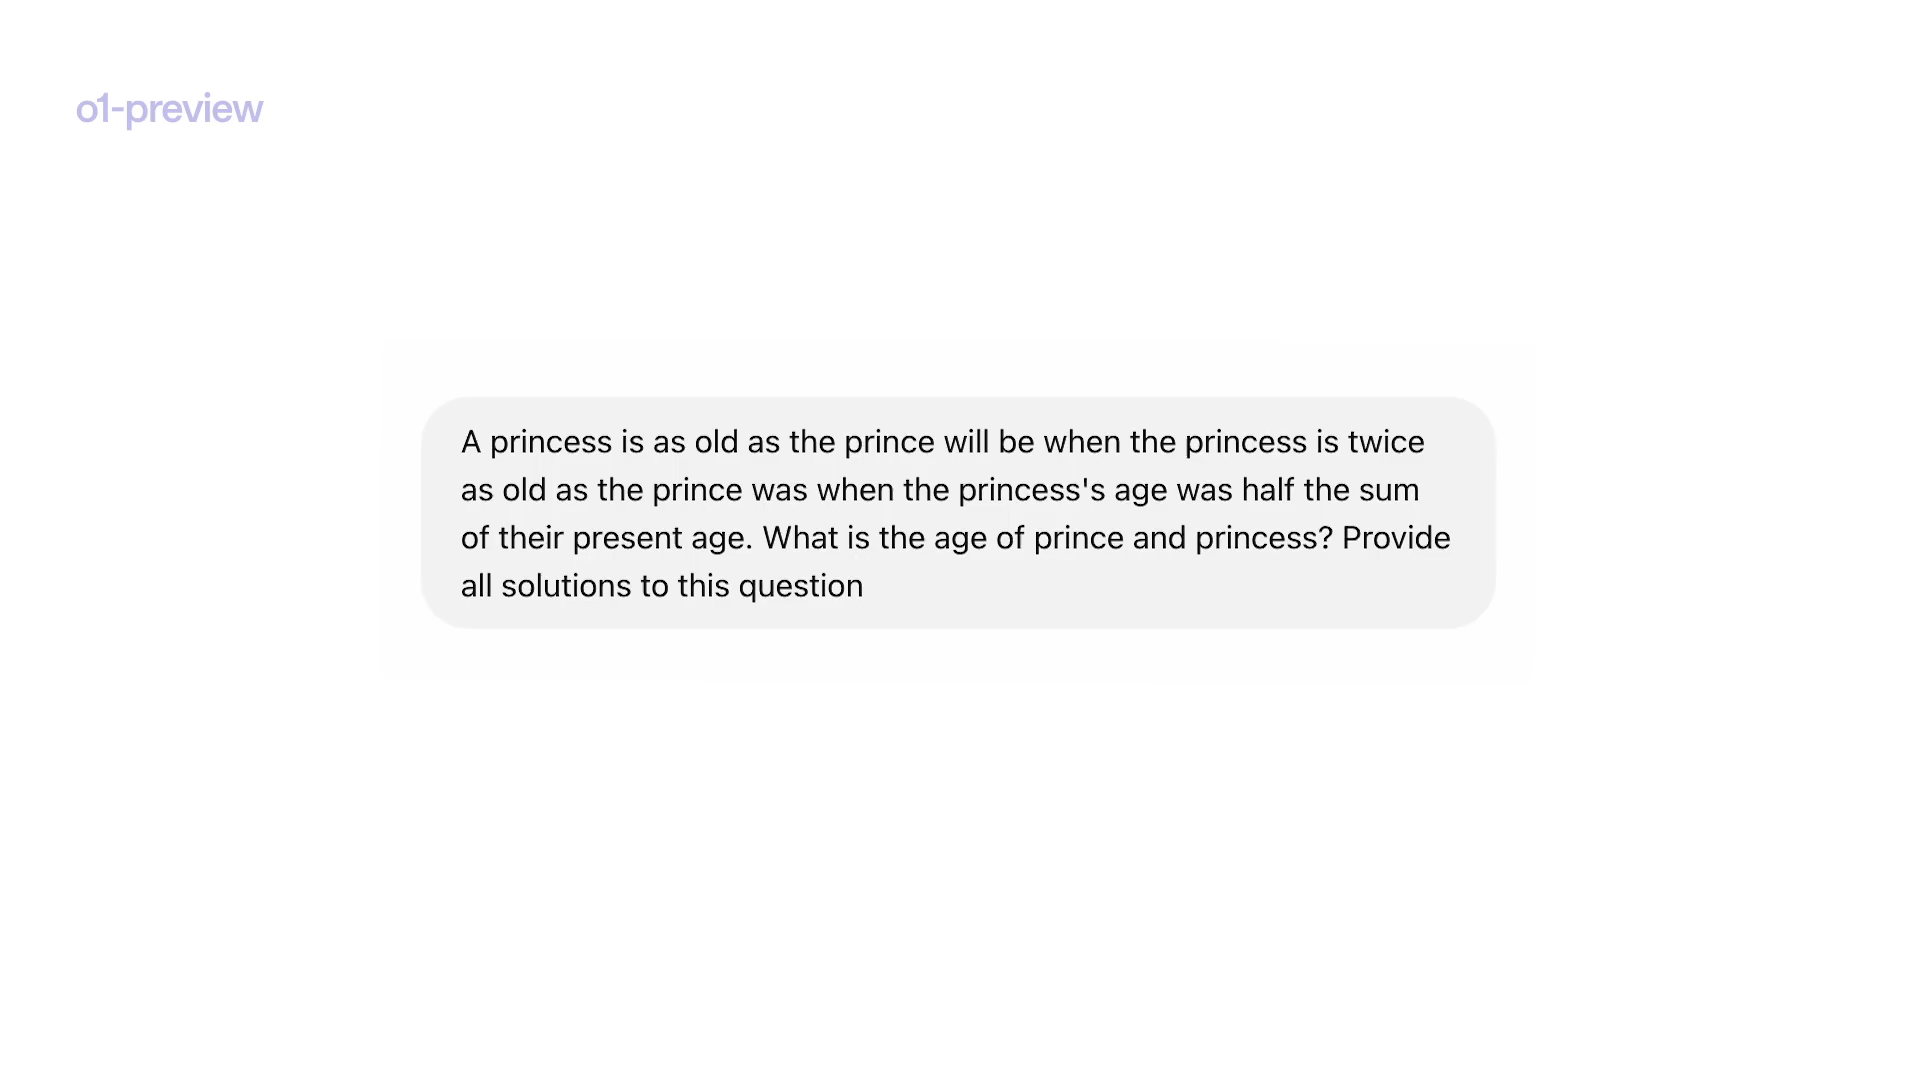 o1-preview
A princess is as old as the prince will be when the princess is twice
as old as the prince was when the princess's age was half the sum
of their present age. What is the age of prince and princess? Provide
all solutions to this question